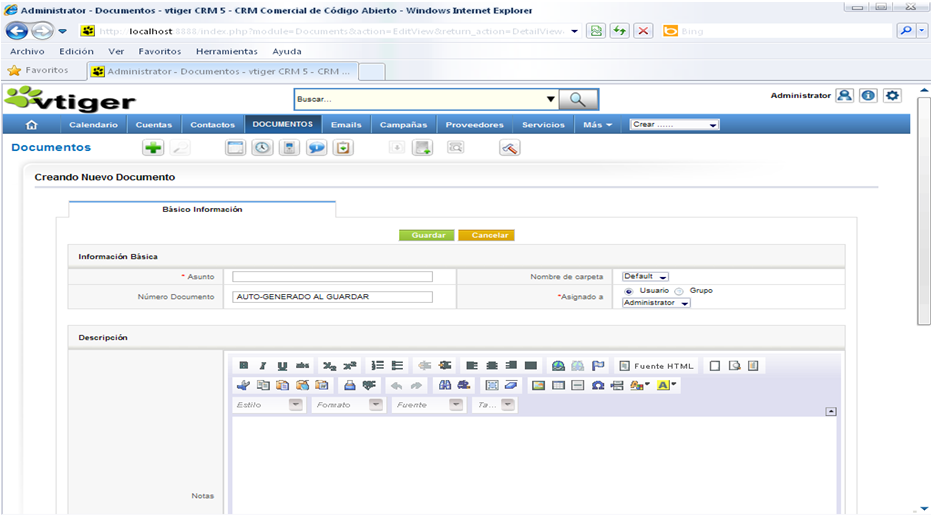 Administrator - Documentos - vtiger CRM 5 - CRM Comercial de Código Abierto - Windows Internet Explorer
http://localhost:8888/index.php?module=Documents&action=EditView&return_action=DetailView-
Bing
Archivo Edición Ver Favoritos Herramientas Ayuda
Favoritos
Administrator - Documentos - vtiger CRM 5 - CRM ...
vtiger
Buscar...
Administrator
Calendario Cuentas Contactos DOCUMENTOS Emails Campañas Proveedores Servicios Más Crear ......
Documentos
Creando Nuevo Documento
Básico Información
Guardar Cancelar
Información Bàsica
* Asunto
Nombre de carpeta Default
Número Documento AUTO-GENERADO AL GUARDAR
*Asignado a Usuario Grupo
Administrator
Descripción
B I U abc X2 X2 Fuente HTML
Estilo Formato Fuente Ta...
Notas